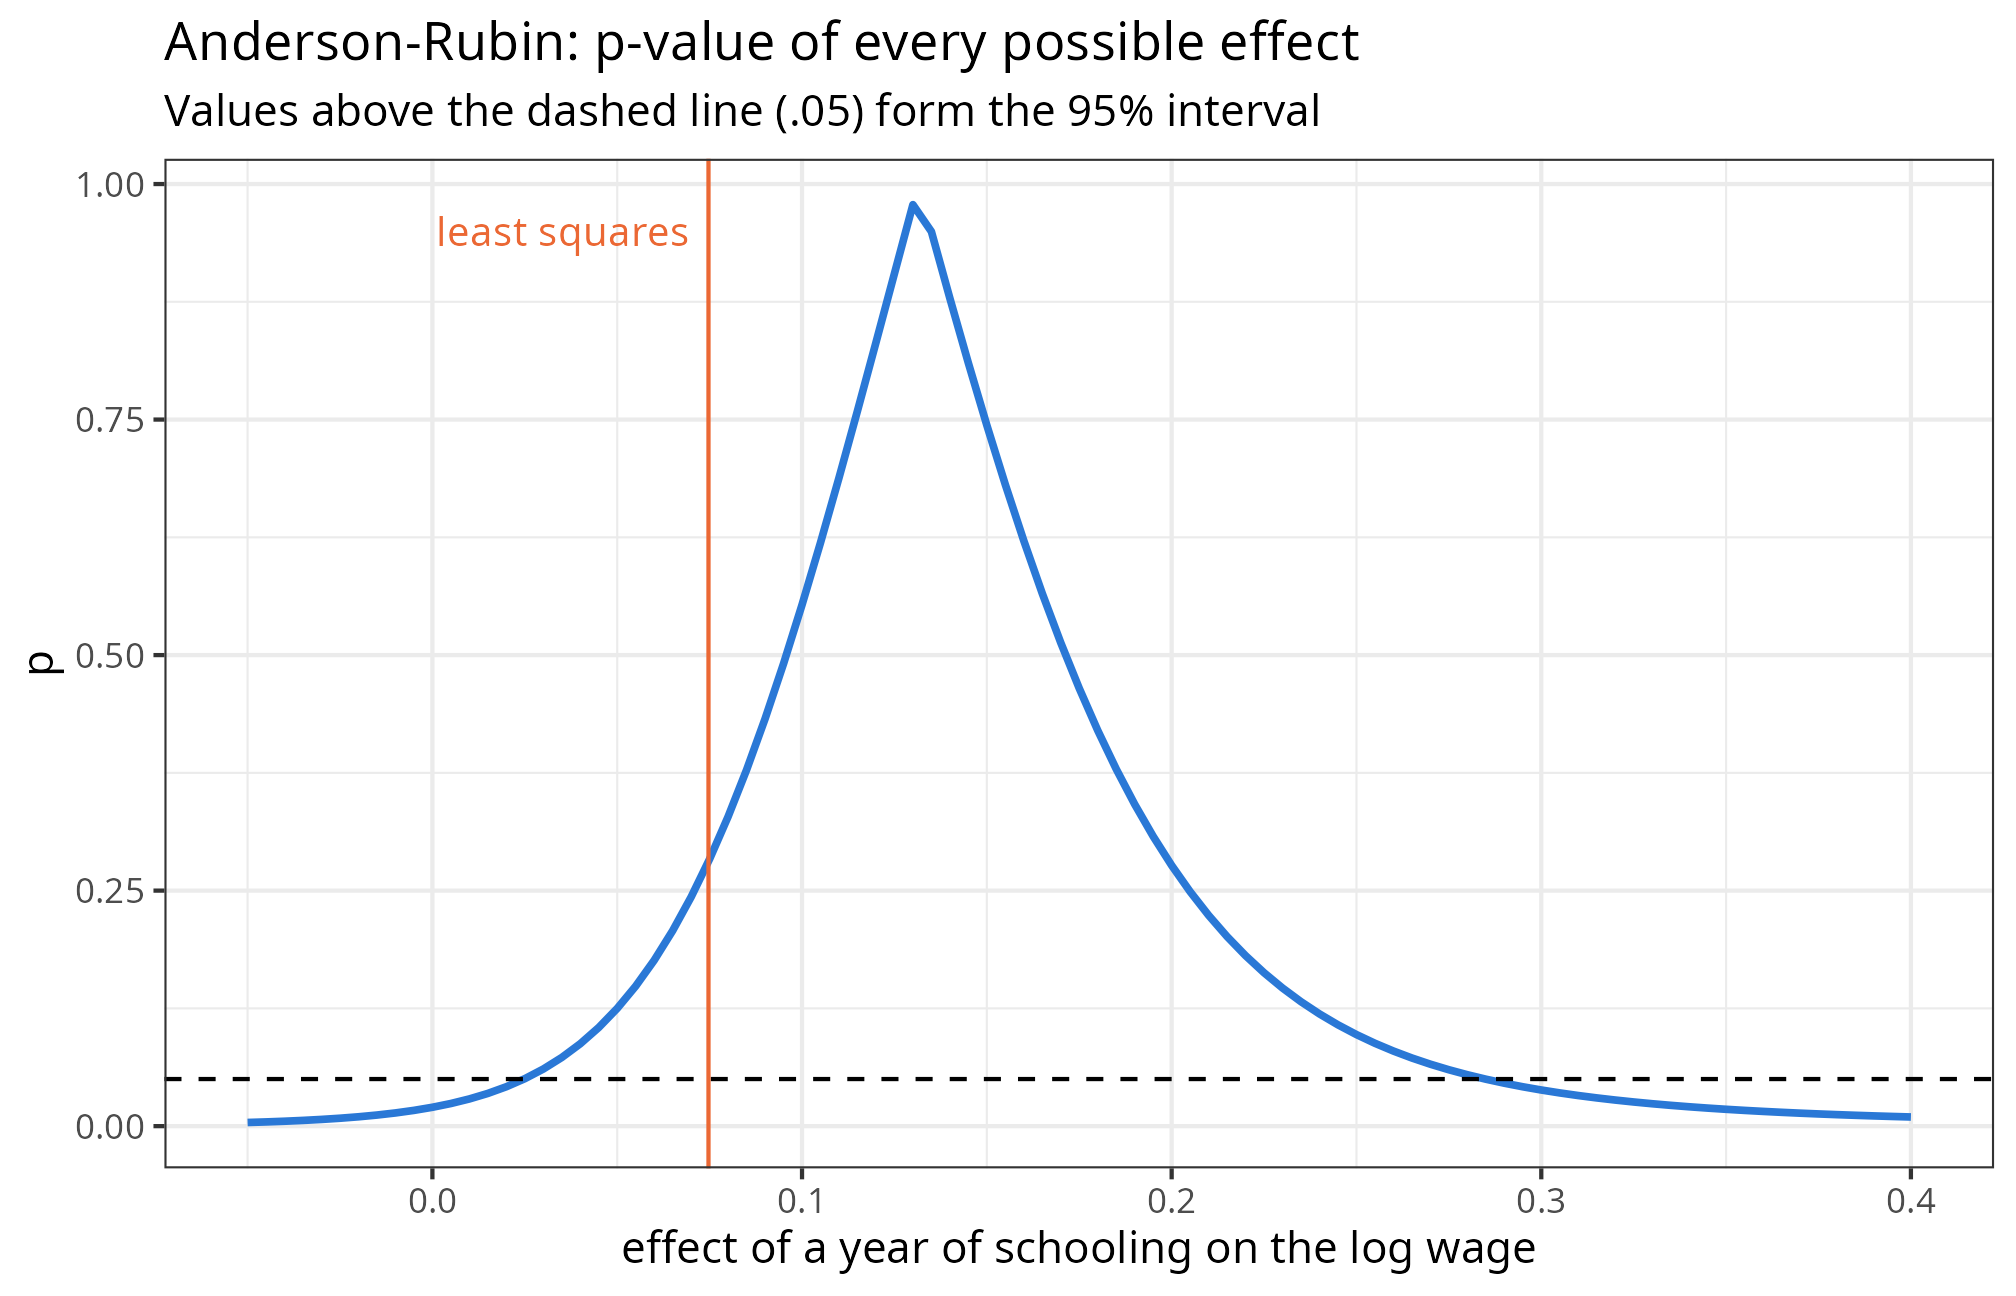 Anderson-Rubin: p-value of every possible effect
Values above the dashed line (.05) form the 95% interval
1.00
least squares
0.75
0.50
p
0.25
0.00
0.0 0.1 0.2 0.3 0.4
effect of a year of schooling on the log wage